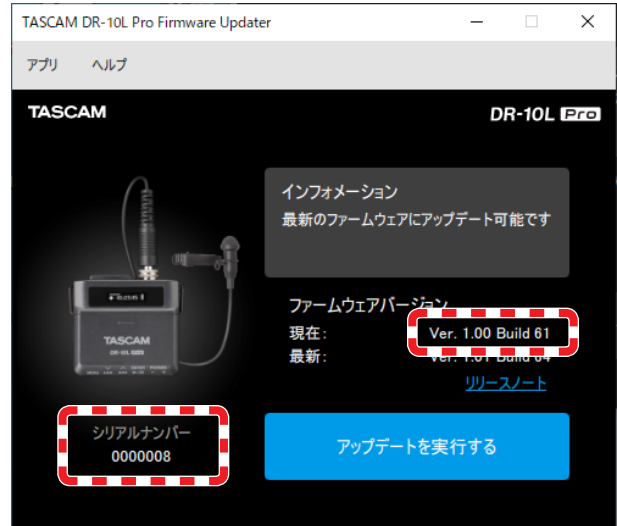 TASCAM DR-10L Pro Firmware Updater
アプリ ヘルプ
TASCAM
DR-10L Pro
インフォメーション
最新のファームウェアにアップデート可能です
ファームウェアバージョン
現在: Ver. 1.00 Build 61
最新: Ver. 1.01 Build 64
リリースノート
TASCAM
シリアルナンバー
0000008
アップデートを実行する